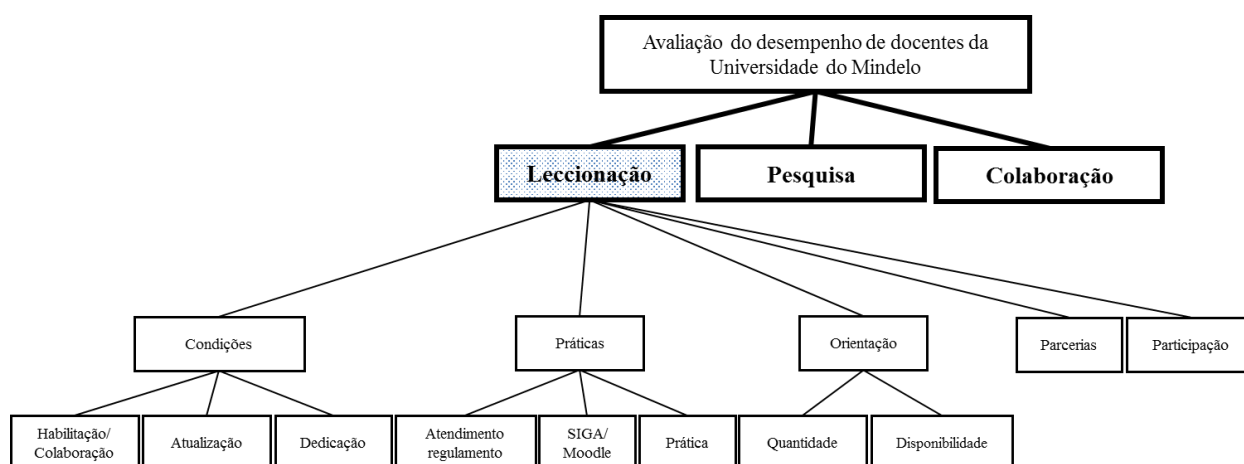 Avaliação do desempenho de docentes da
Universidade do Mindelo
Leccionação
Pesquisa
Colaboração
Condições
Práticas
Orientação
Parcerias
Participação
Habilitação/
Colaboração
Atualização
Dedicação
Atendimento
regulamento
SIGA/
Moodle
Prática
Quantidade
Disponibilidade